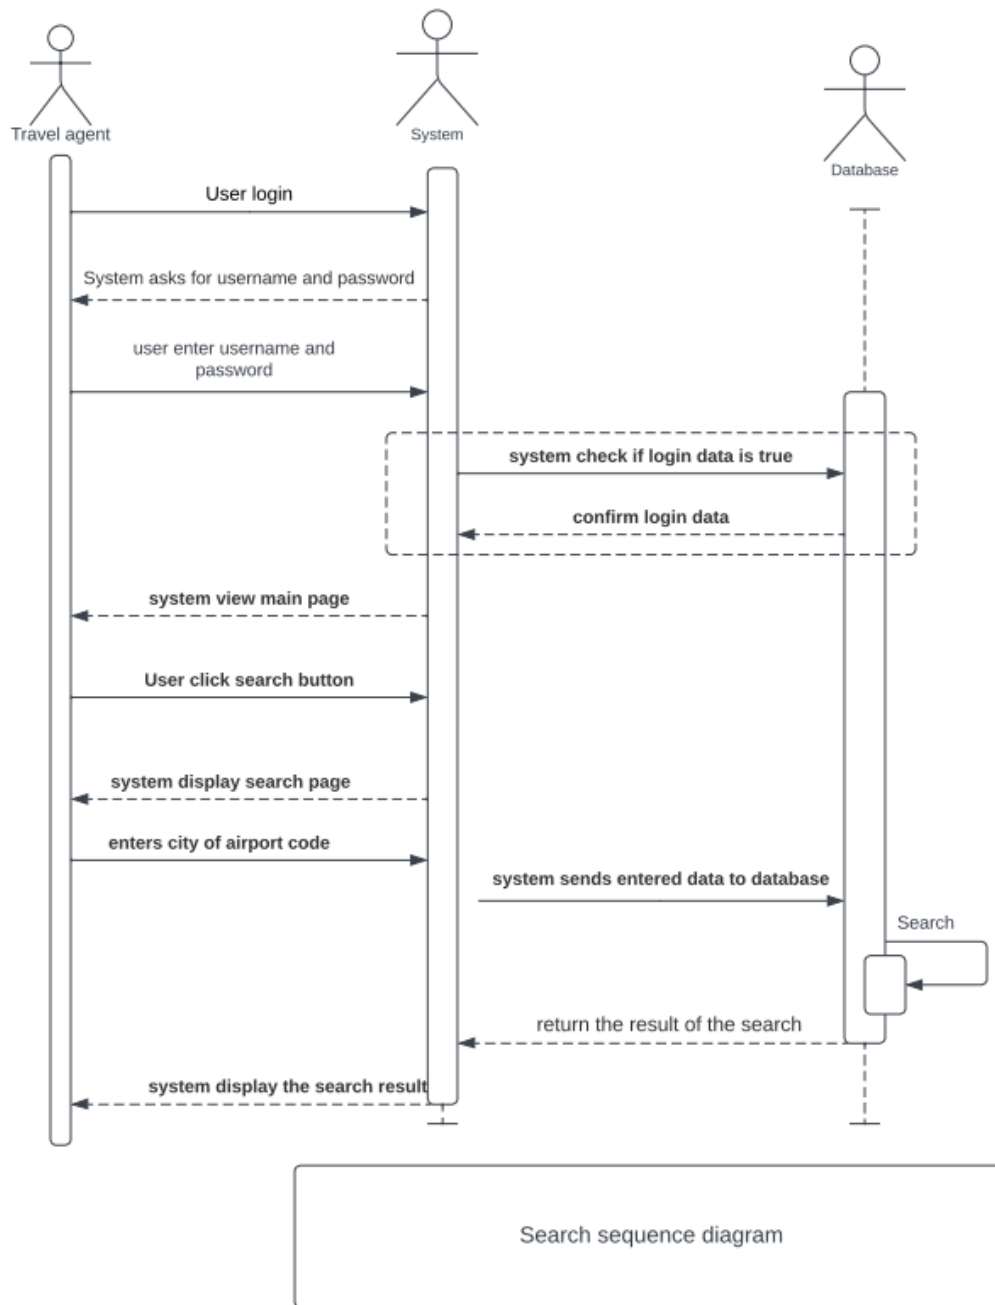 Travel agent
System
Database
User login
System asks for username and password
user enter username and
password
system check if login data is true
confirm login data
system view main page
User click search button
system display search page
enters city of airport code
system sends entered data to database
Search
return the result of the search
system display the search result
Search sequence diagram